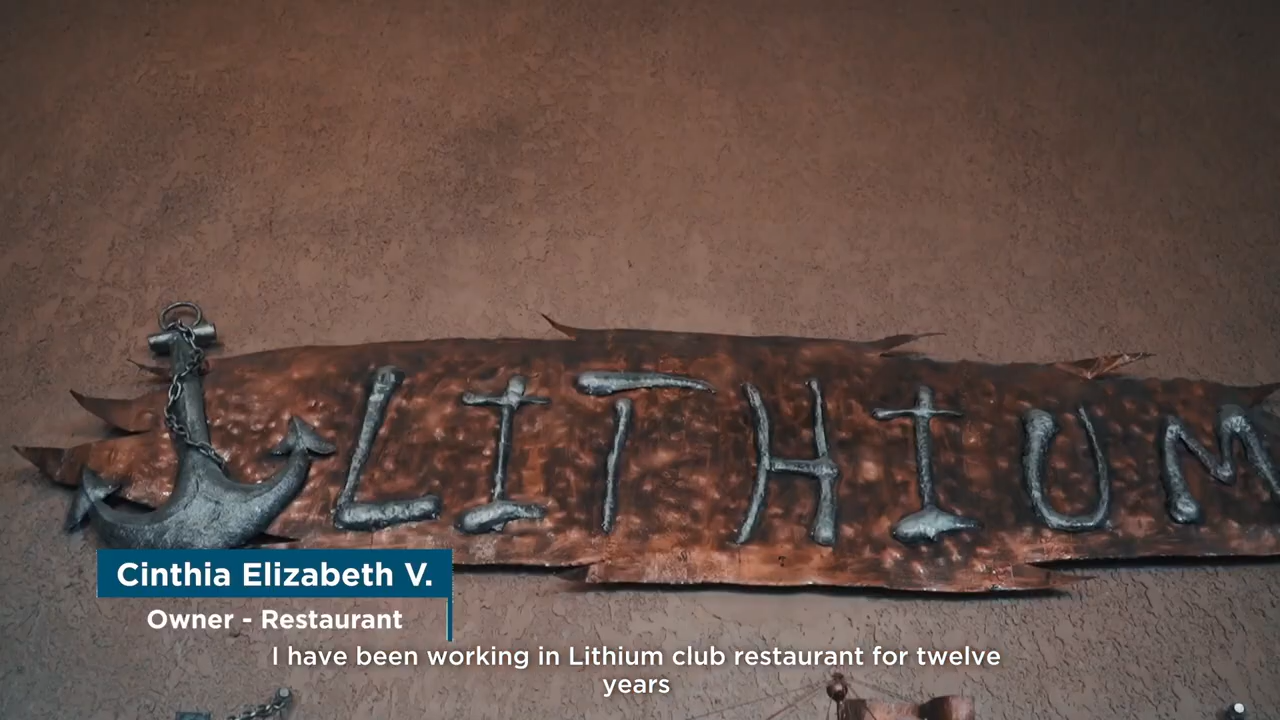 LITHIUM
Cinthia Elizabeth V.
Owner - Restaurant
I have been working in Lithium club restaurant for twelve
years